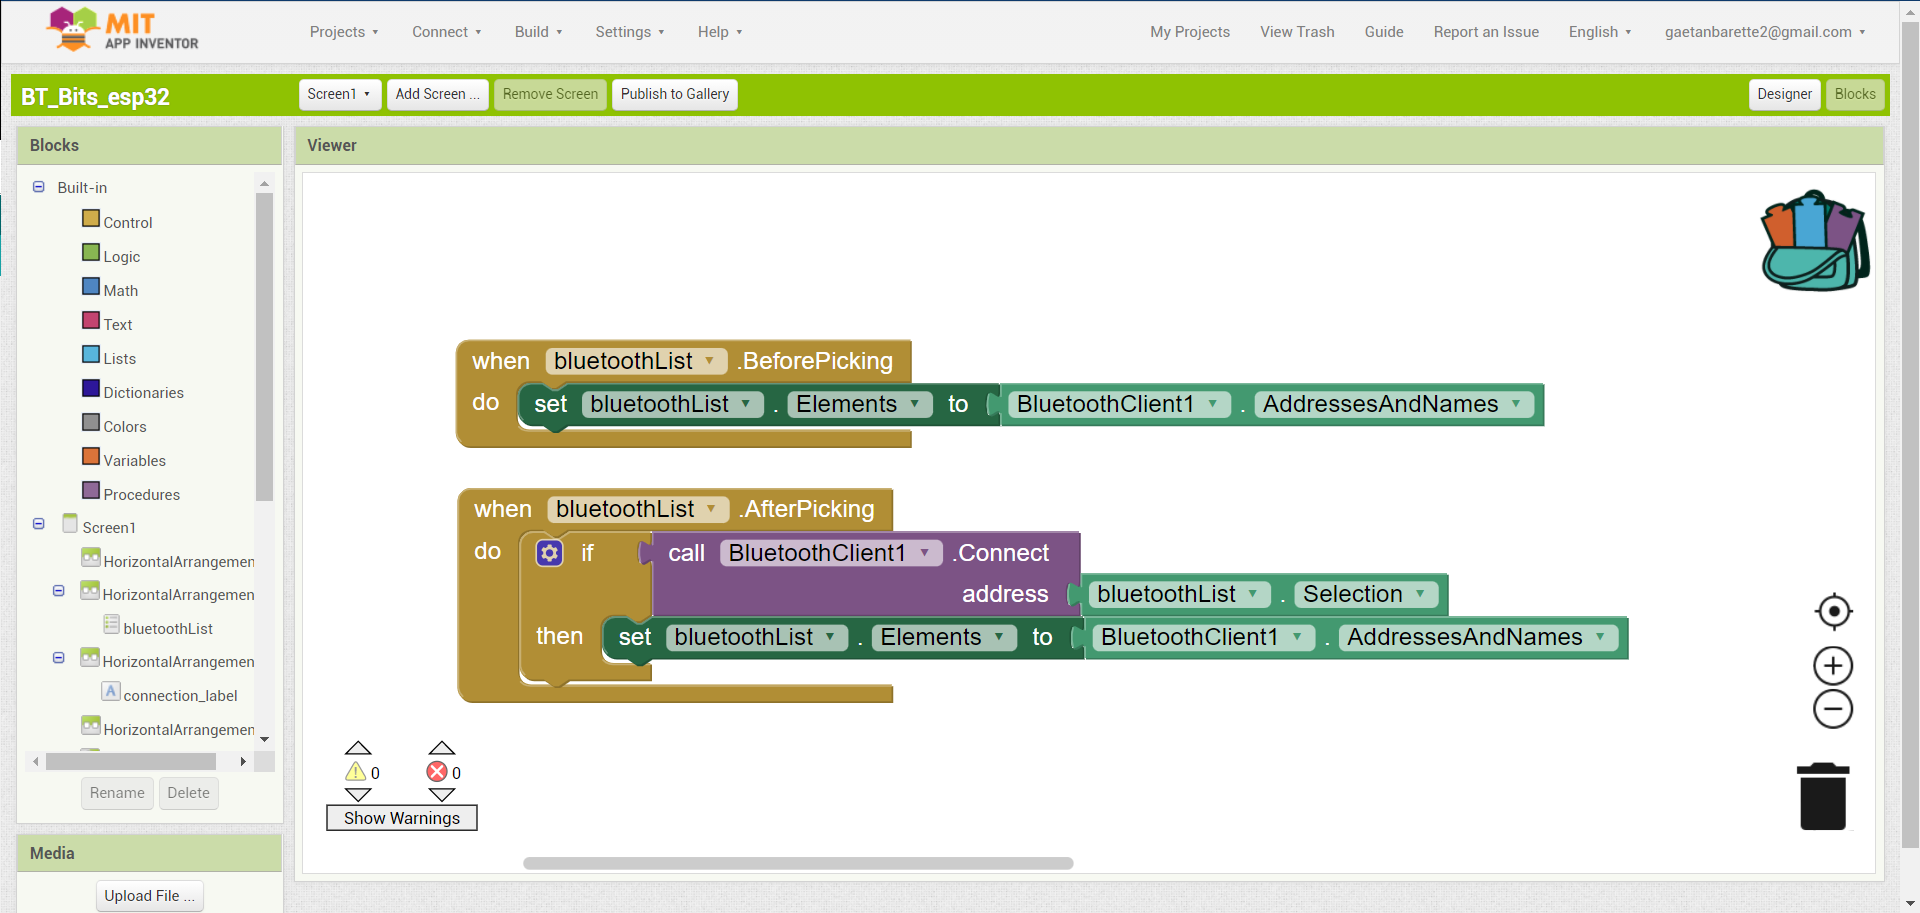 MIT
APP INVENTOR
Projects
Connect
Build
Settings
Help
My Projects
View Trash
Guide
Report an Issue
English
gaetanbarette2@gmail.com
BT_Bits_esp32
Screen1
Add Screen ...
Remove Screen
Publish to Gallery
Designer
Blocks
Blocks
Built-in
Control
Logic
Math
Text
Lists
Dictionaries
Colors
Variables
Procedures
Screen1
HorizontalArrangemen
HorizontalArrangemen
bluetoothList
HorizontalArrangemen
A connection_label
HorizontalArrangemen
Rename
Delete
Media
Upload File ...
Viewer
when bluetoothList .BeforePicking
do set bluetoothList . Elements to BluetoothClient1 . AddressesAndNames
when bluetoothList .AfterPicking
do if call BluetoothClient1 .Connect
address bluetoothList . Selection
then set bluetoothList . Elements to BluetoothClient1 . AddressesAndNames
0
0
Show Warnings